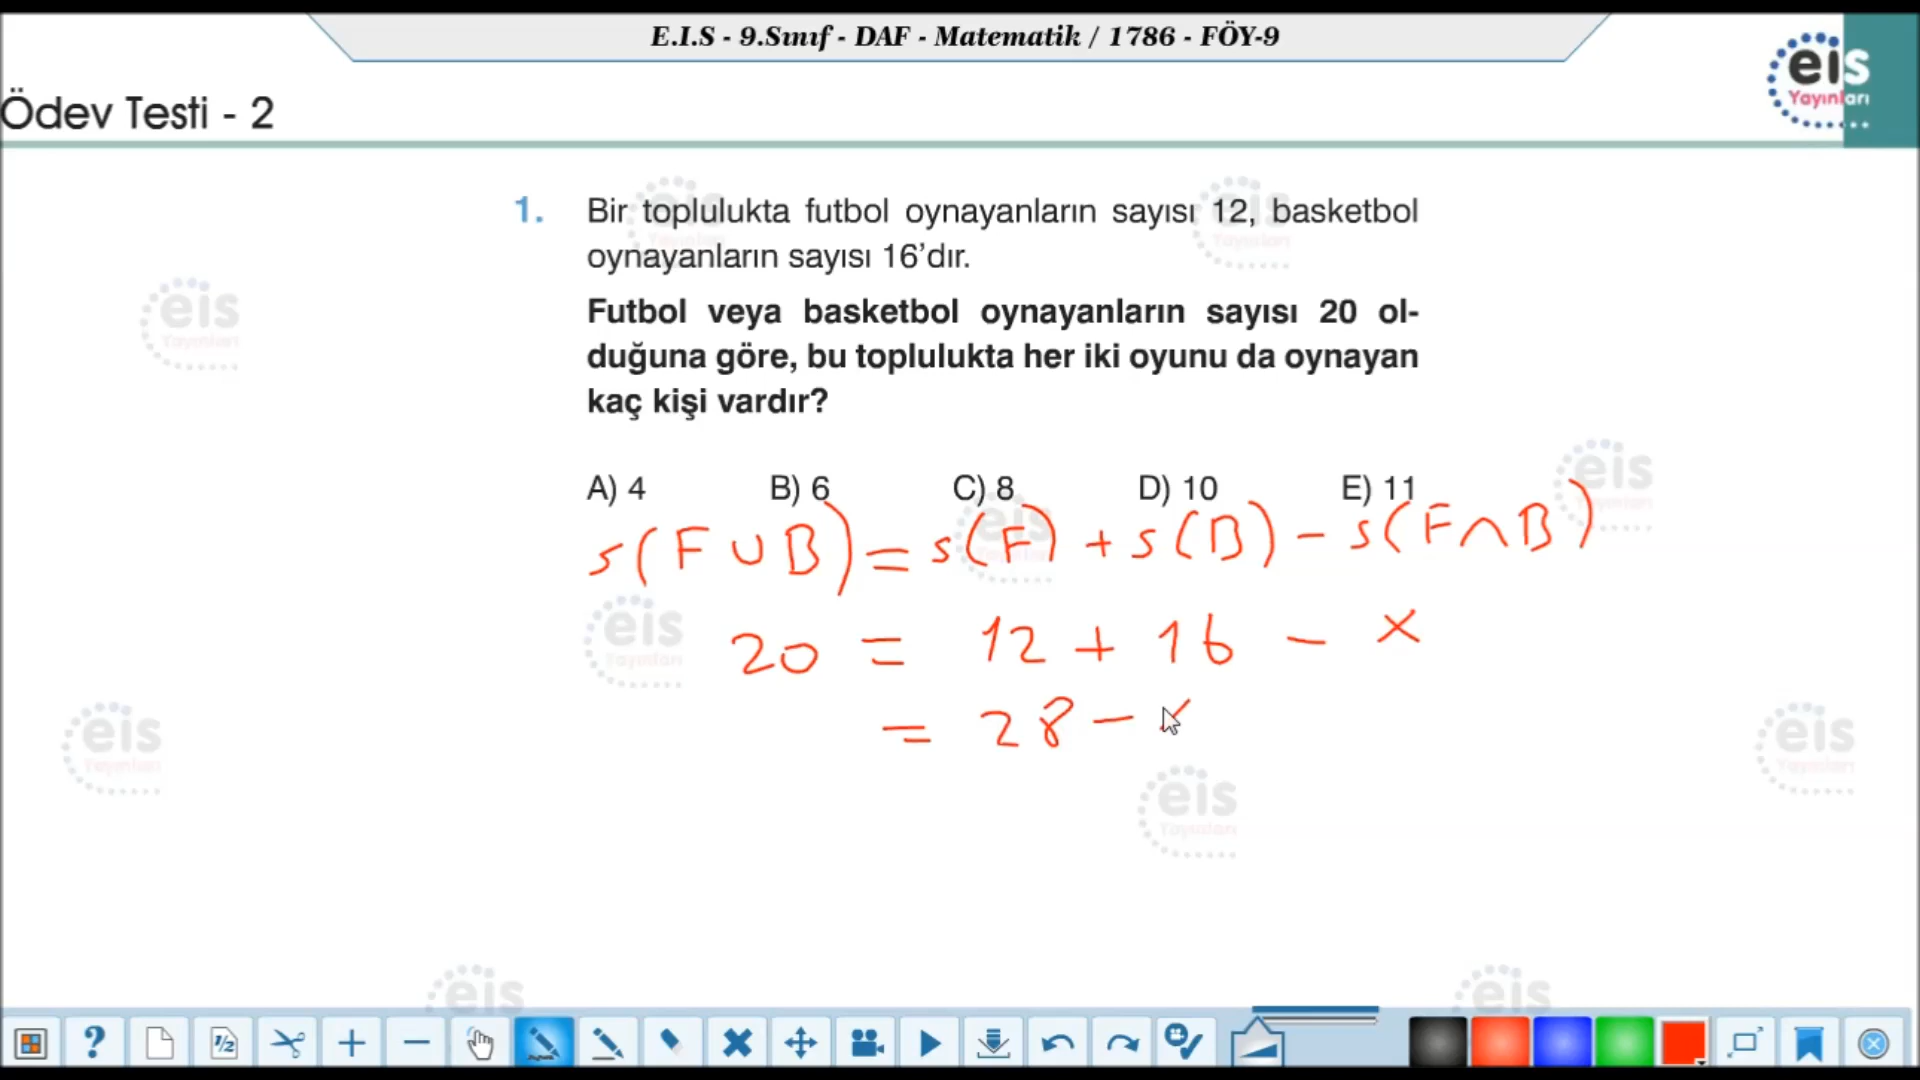 E.I.S - 9.Sınıf - DAF - Matematik / 1786 - FÖY-9
eis
Yayınları
Ödev Testi - 2
1. Bir toplulukta futbol oynayanların sayısı 12, basketbol
oynayanların sayısı 16'dır.
Futbol veya basketbol oynayanların sayısı 20 ol-
duğuna göre, bu toplulukta her iki oyunu da oynayan
kaç kişi vardır?
A) 4 B) 6 C) 8 D) 10 E) 11
s(F∪B) = s(F) + s(B) - s(F∩B)
20 = 12 + 16 - x
= 28 - x